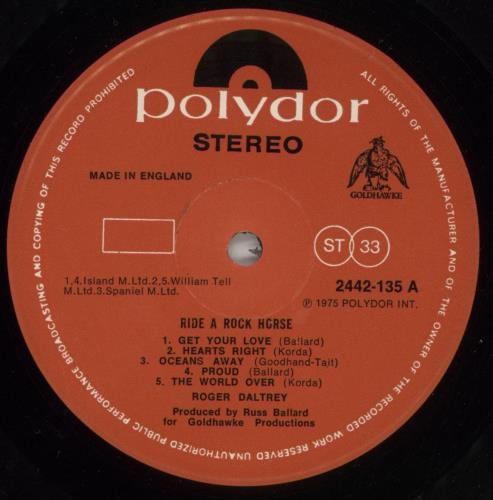 polydor
STEREO
MADE IN ENGLAND
GOLDHAWKE
ST 33
1,4.Island M.Ltd.2,5.William Tell
M.Ltd.3.Spaniel M.Ltd.
2442-135 A
℗ 1975 POLYDOR INT.
RIDE A ROCK HORSE
1. GET YOUR LOVE (Ballard)
2. HEARTS RIGHT (Korda)
3. OCEANS AWAY (Goodhand-Tait)
4. PROUD (Ballard)
5. THE WORLD OVER (Korda)
ROGER DALTREY
Produced by Russ Ballard
for Goldhawke Productions
ALL RIGHTS OF THE MANUFACTURER AND OF THE OWNER OF THE RECORDED WORK RESERVED UNAUTHORIZED PUBLIC PERFORMANCE BROADCASTING AND COPYING OF THIS RECORD PROHIBITED